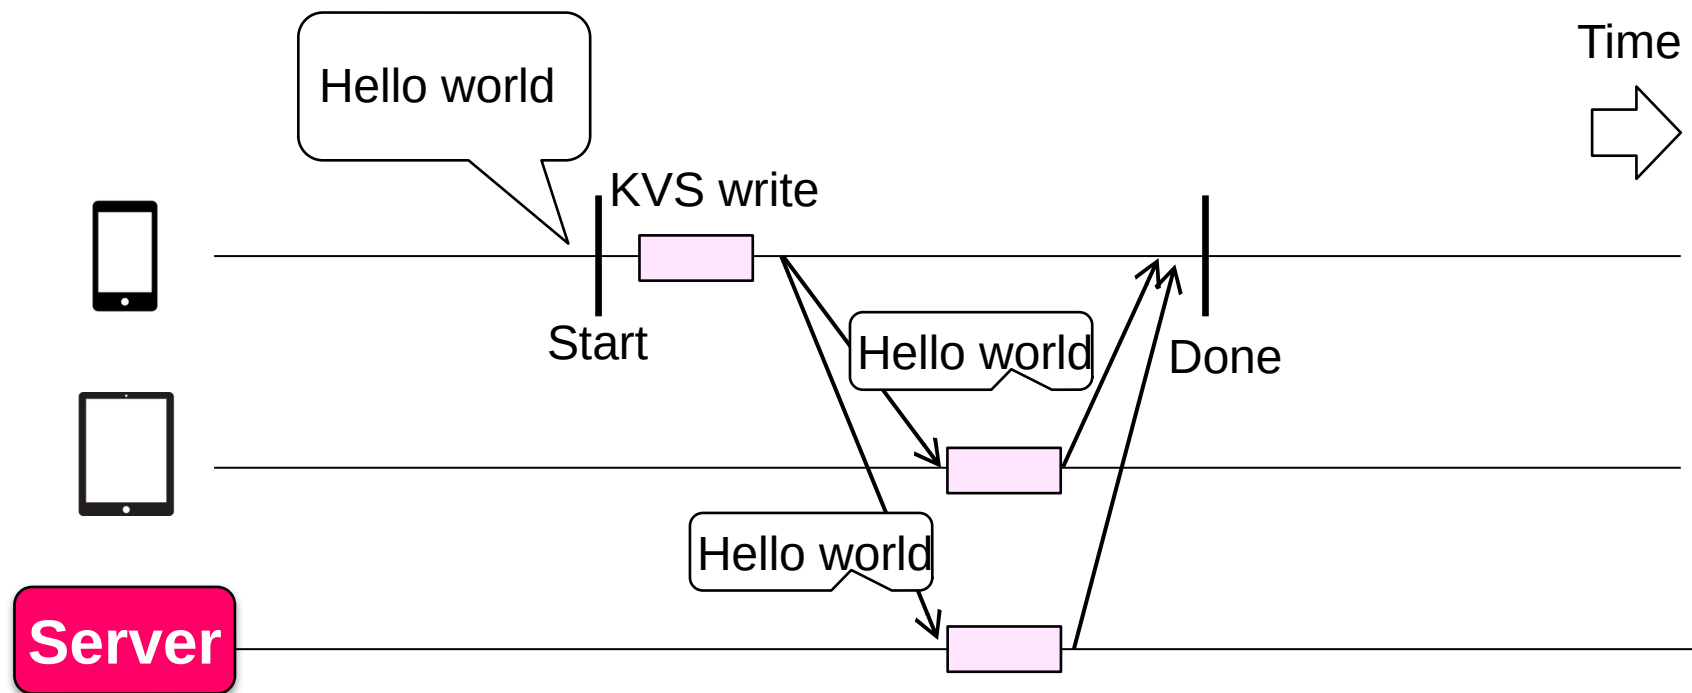 Time
Hello world
KVS write
Start
Hello world
Done
Hello world
Server